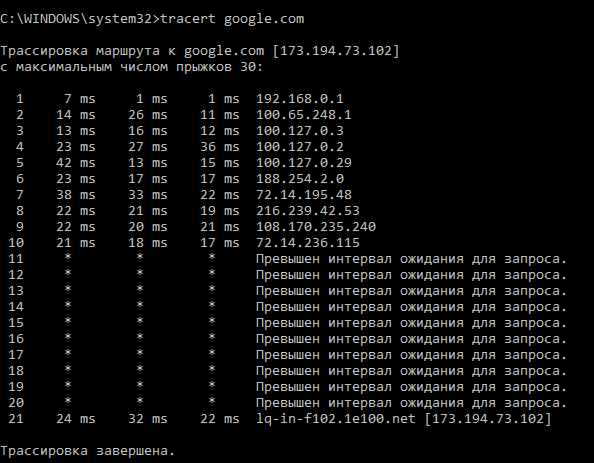 C:\WINDOWS\system32>tracert google.com
Трассировка маршрута к google.com [173.194.73.102]
с максимальным числом прыжков 30:
1 7 ms 1 ms 1 ms 192.168.0.1
2 14 ms 26 ms 11 ms 100.65.248.1
3 13 ms 16 ms 12 ms 100.127.0.3
4 23 ms 27 ms 36 ms 100.127.0.2
5 42 ms 13 ms 15 ms 100.127.0.29
6 23 ms 17 ms 17 ms 188.254.2.0
7 38 ms 33 ms 22 ms 72.14.195.48
8 22 ms 21 ms 19 ms 216.239.42.53
9 22 ms 20 ms 21 ms 108.170.235.240
10 21 ms 18 ms 17 ms 72.14.236.115
11 * * * Превышен интервал ожидания для запроса.
12 * * * Превышен интервал ожидания для запроса.
13 * * * Превышен интервал ожидания для запроса.
14 * * * Превышен интервал ожидания для запроса.
15 * * * Превышен интервал ожидания для запроса.
16 * * * Превышен интервал ожидания для запроса.
17 * * * Превышен интервал ожидания для запроса.
18 * * * Превышен интервал ожидания для запроса.
19 * * * Превышен интервал ожидания для запроса.
20 * * * Превышен интервал ожидания для запроса.
21 24 ms 32 ms 22 ms lq-in-f102.1e100.net [173.194.73.102]
Трассировка завершена.